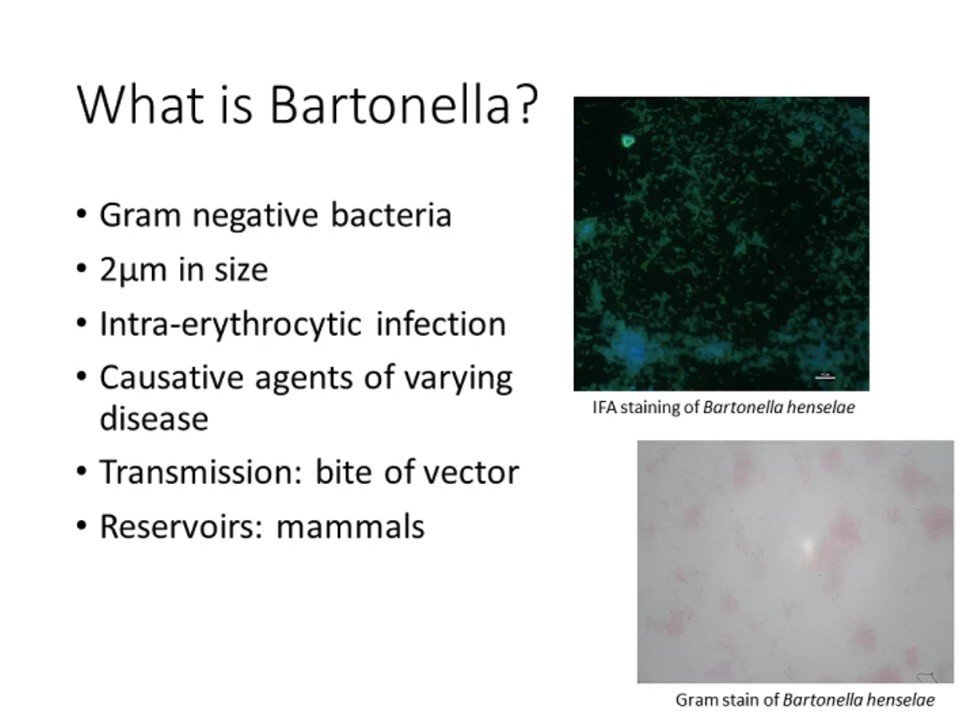 What is Bartonella?
• Gram negative bacteria
• 2µm in size
• Intra-erythrocytic infection
• Causative agents of varying
disease
• Transmission: bite of vector
• Reservoirs: mammals
IFA staining of Bartonella henselae
Gram stain of Bartonella henselae